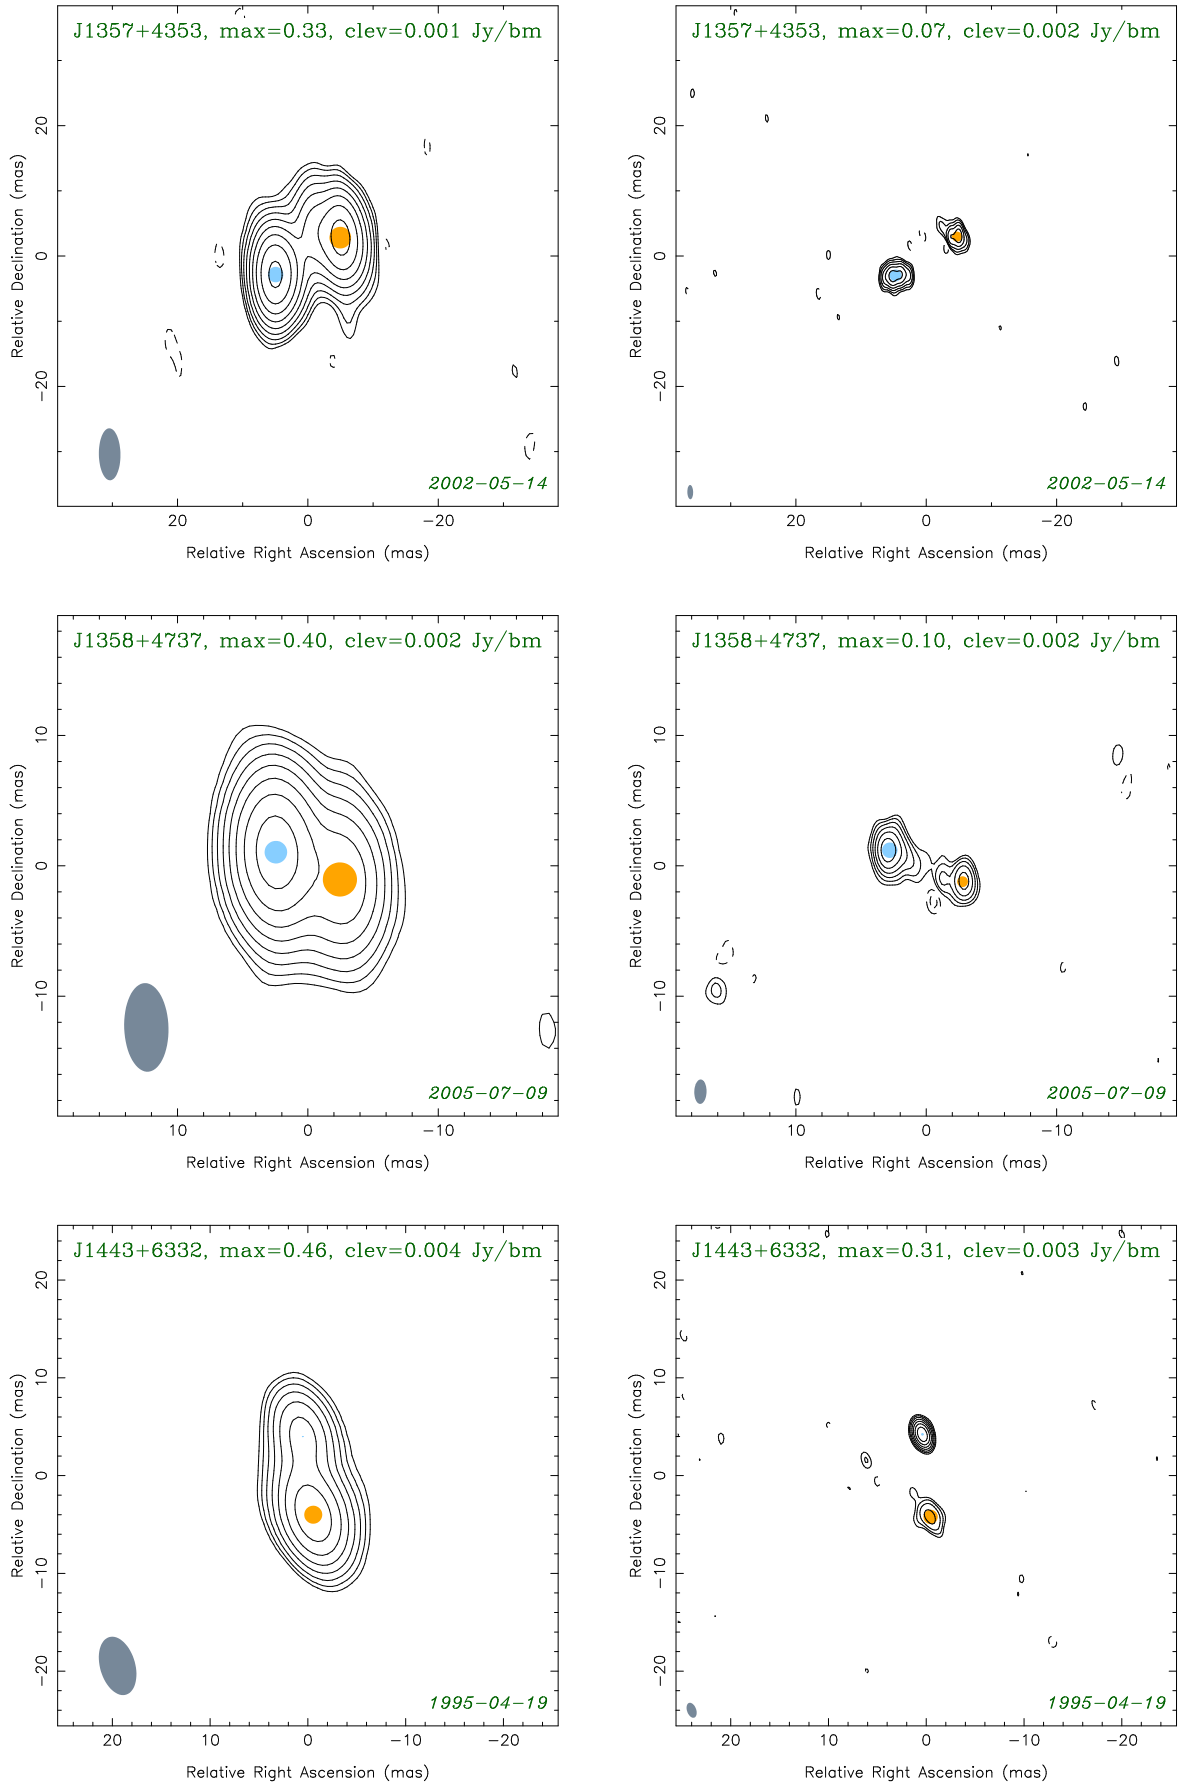 J1357+4353, max=0.33, clev=0.001 Jy/bm
Relative Declination (mas)
20
0
−20
2002−05−14
20 0 −20
Relative Right Ascension (mas)
J1357+4353, max=0.07, clev=0.002 Jy/bm
Relative Declination (mas)
20
0
−20
2002−05−14
20 0 −20
Relative Right Ascension (mas)
J1358+4737, max=0.40, clev=0.002 Jy/bm
Relative Declination (mas)
10
0
−10
2005−07−09
10 0 −10
Relative Right Ascension (mas)
J1358+4737, max=0.10, clev=0.002 Jy/bm
Relative Declination (mas)
10
0
−10
2005−07−09
10 0 −10
Relative Right Ascension (mas)
J1443+6332, max=0.46, clev=0.004 Jy/bm
Relative Declination (mas)
20
10
0
−10
−20
1995−04−19
20 10 0 −10 −20
Relative Right Ascension (mas)
J1443+6332, max=0.31, clev=0.003 Jy/bm
Relative Declination (mas)
20
10
0
−10
−20
1995−04−19
20 10 0 −10 −20
Relative Right Ascension (mas)